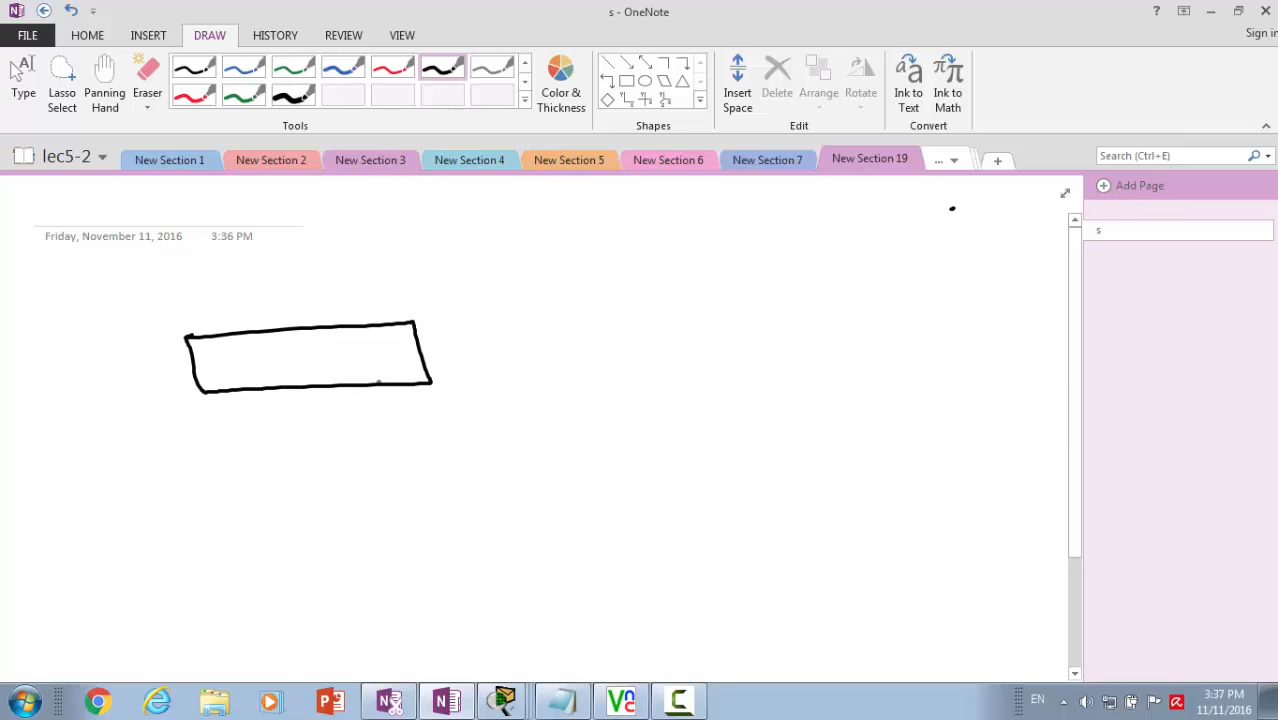 s - OneNote
?
FILE HOME INSERT DRAW HISTORY REVIEW VIEW
Sign in
Type Lasso Select Panning Hand Eraser
Color & Thickness
Insert Space Delete Arrange Rotate
Ink to Text Ink to Math
Tools Shapes Edit Convert
lec5-2 New Section 1 New Section 2 New Section 3 New Section 4 New Section 5 New Section 6 New Section 7 New Section 19 ... +
Search (Ctrl+E)
Add Page
s
Friday, November 11, 2016 3:36 PM
EN
3:37 PM
11/11/2016